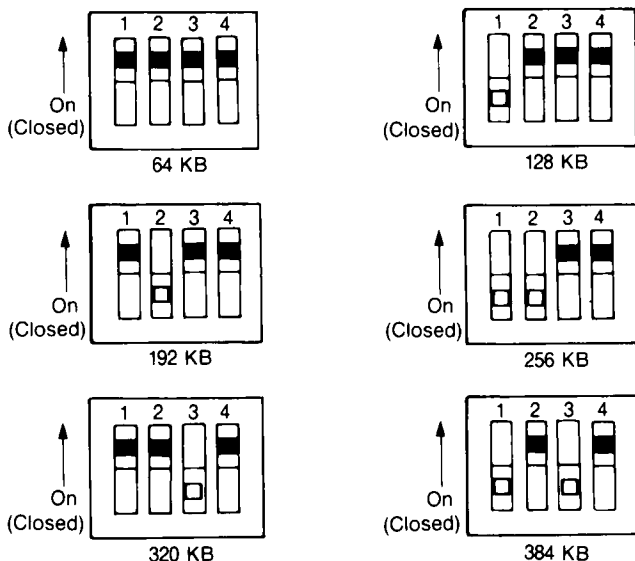 1 2 3 4
On
(Closed)
64 KB
1 2 3 4
On
(Closed)
128 KB
1 2 3 4
On
(Closed)
192 KB
1 2 3 4
On
(Closed)
256 KB
1 2 3 4
On
(Closed)
320 KB
1 2 3 4
On
(Closed)
384 KB